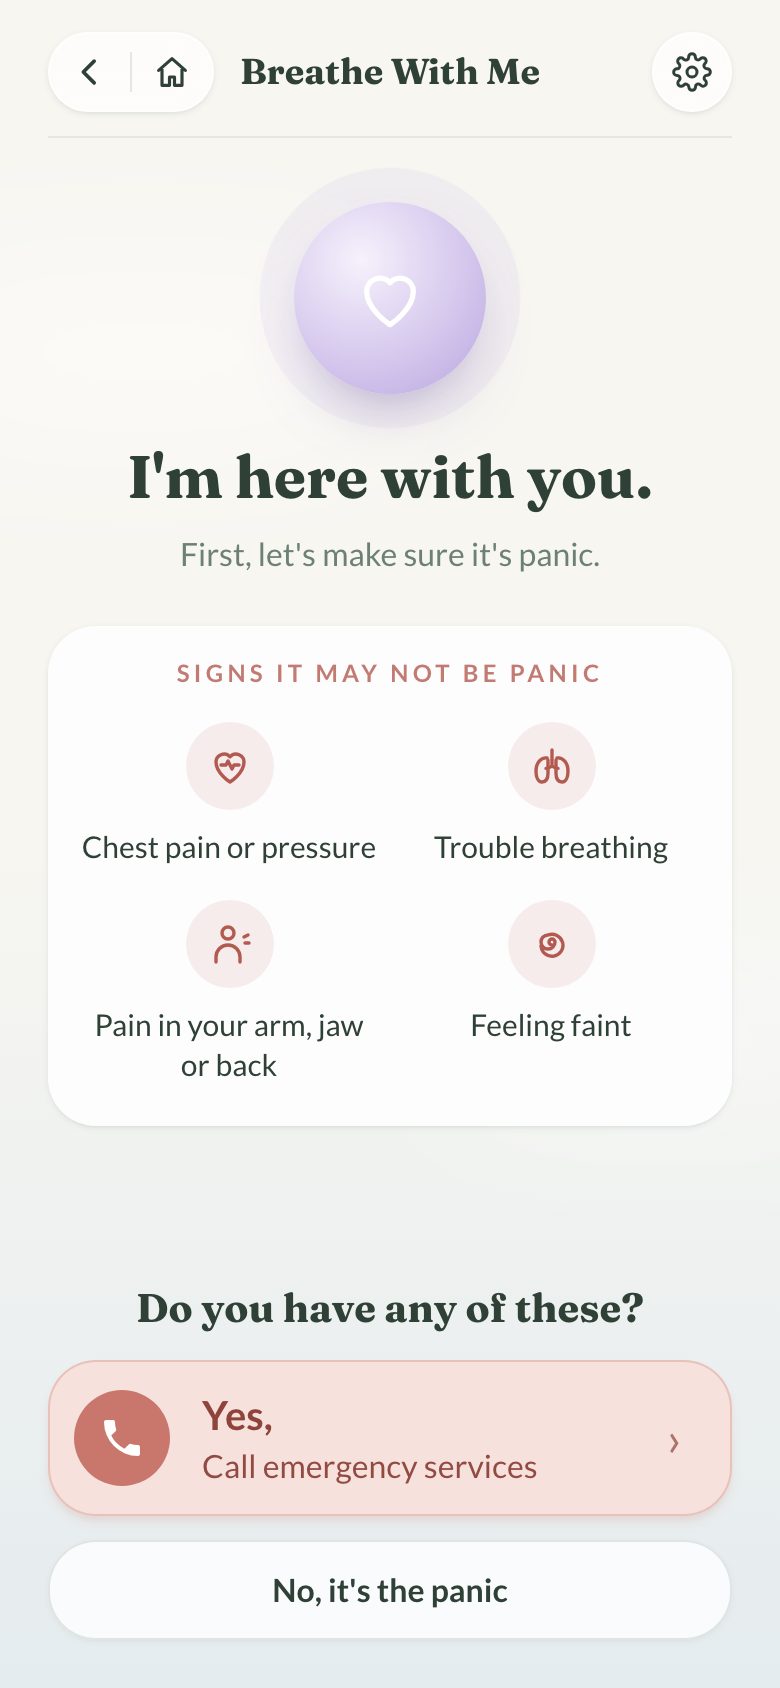 Breathe With Me
I'm here with you.
First, let's make sure it's panic.
SIGNS IT MAY NOT BE PANIC
Chest pain or pressure
Trouble breathing
Pain in your arm, jaw
or back
Feeling faint
Do you have any of these?
Yes,
Call emergency services
No, it's the panic